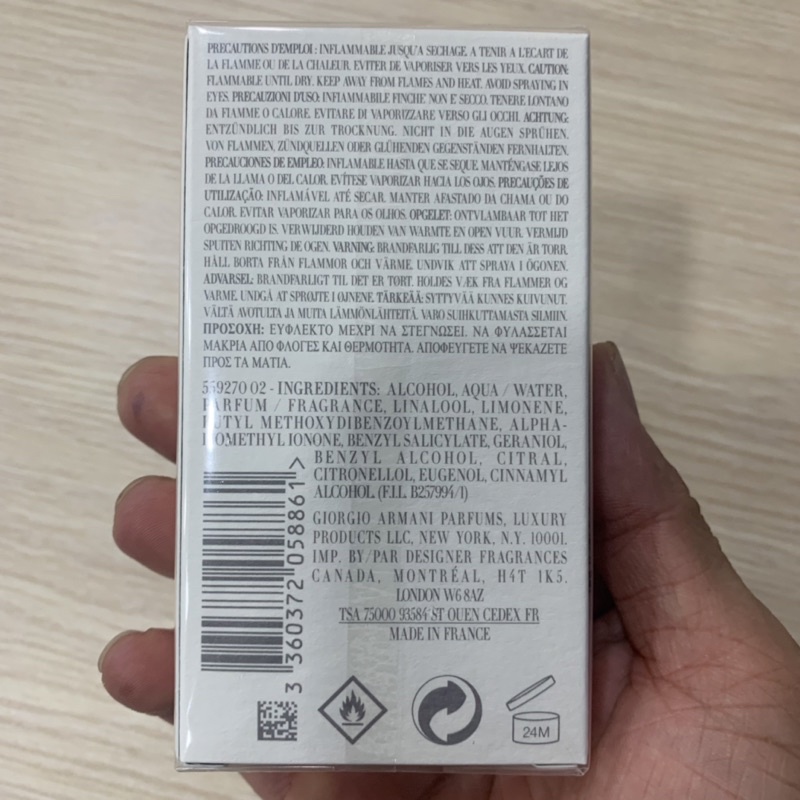 PRECAUTIONS D'EMPLOI : INFLAMMABLE JUSQU'A SECHAGE. A TENIR A L'ECART DE
LA FLAMME OU DE LA CHALEUR. EVITER DE VAPORISER VERS LES YEUX. CAUTION:
FLAMMABLE UNTIL DRY. KEEP AWAY FROM FLAMES AND HEAT. AVOID SPRAYING IN
EYES. PRECAUZIONI D'USO: INFIAMMABILE FINCHE' NON E' SECCO. TENERE LONTANO
DA FIAMME O CALORE. EVITARE DI VAPORIZZARE VERSO GLI OCCHI. ACHTUNG:
ENTZÜNDLICH BIS ZUR TROCKNUNG. NICHT IN DIE AUGEN SPRÜHEN,
VON FLAMMEN, ZÜNDQUELLEN ODER GLÜHENDEN GEGENSTÄNDEN FERNHALTEN.
PRECAUCIONES DE EMPLEO: INFLAMABLE HASTA QUE SE SEQUE. MANTÉNGASE LEJOS
DE LA LLAMA O DEL CALOR. EVÍTESE VAPORIZAR HACIA LOS OJOS. PRECAUÇÕES DE
UTILIZAÇÃO: INFLAMÁVEL ATÉ SECAR. MANTER AFASTADO DA CHAMA OU DO
CALOR. EVITAR VAPORIZAR PARA OS OLHOS. OPGELET: ONTVLAMBAAR TOT HET
OPGEDROOGD IS. VERWIJDERD HOUDEN VAN WARMTE EN OPEN VUUR. VERMIJD
SPUITEN RICHTING DE OGEN. VARNING: BRANDFARLIG TILL DESS ATT DEN ÄR TORR.
HÅLL BORTA FRÅN FLAMMOR OCH VÄRME. UNDVIK ATT SPRAYA I ÖGONEN.
ADVARSEL: BRANDFARLIGT TIL DET ER TØRT. HOLDES VÆK FRA FLAMMER OG
VARME. UNDGÅ AT SPRØJTE I ØJNENE. TÄRKEÄÄ: SYTTYVÄÄ KUNNES KUIVUNUT.
VÄLTÄ AVOTULTA JA MUITA LÄMMÖNLÄHTEITÄ. VARO SUIHKUTTAMASTA SILMIIN.
ΠΡΟΣΟΧΗ: ΕΥΦΛΕΚΤΟ ΜΕΧΡΙ ΝΑ ΣΤΕΓΝΩΣΕΙ. ΝΑ ΦΥΛΑΣΣΕΤΑΙ
ΜΑΚΡΙΑ ΑΠΟ ΦΛΟΓΕΣ ΚΑΙ ΘΕΡΜΟΤΗΤΑ. ΑΠΟΦΕΥΓΕΤΕ ΝΑ ΨΕΚΑΖΕΤΕ
ΠΡΟΣ ΤΑ ΜΑΤΙΑ.
559270 02 - INGREDIENTS: ALCOHOL, AQUA / WATER,
PARFUM / FRAGRANCE, LINALOOL, LIMONENE,
BUTYL METHOXYDIBENZOYLMETHANE, ALPHA-
ISOMETHYL IONONE, BENZYL SALICYLATE, GERANIOL,
BENZYL ALCOHOL, CITRAL,
CITRONELLOL, EUGENOL, CINNAMYL
ALCOHOL. (F.I.L. B257994/1)
GIORGIO ARMANI PARFUMS, LUXURY
PRODUCTS LLC, NEW YORK, N.Y. 10001.
IMP. BY/PAR DESIGNER FRAGRANCES
CANADA, MONTRÉAL, H4T 1K5.
LONDON W6 8AZ
TSA 75000 93584 ST OUEN CEDEX FR
MADE IN FRANCE
3 360372 058861 >
24M